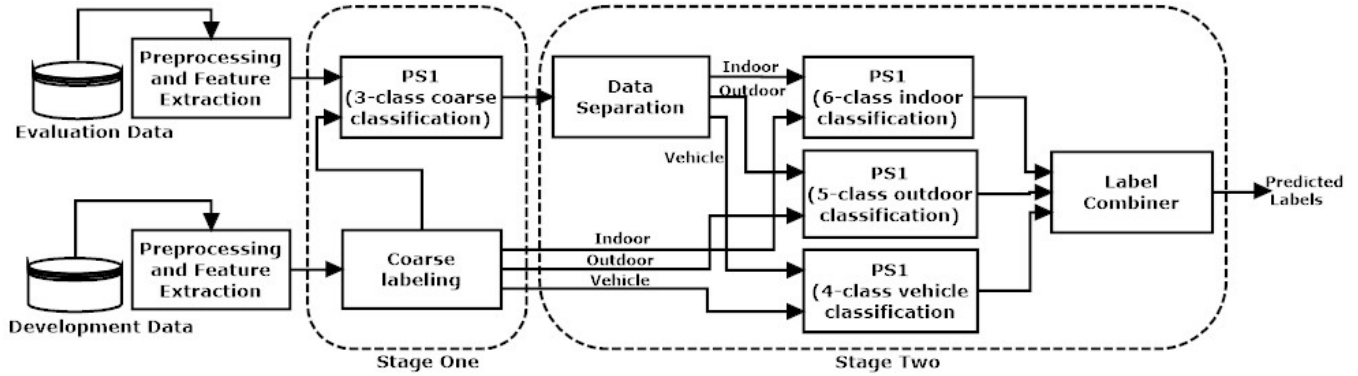 Preprocessing
and Feature
Extraction
Evaluation Data
PS1
(3-class coarse
classification)
Data
Separation
Indoor
Outdoor
Vehicle
PS1
(6-class indoor
classification)
PS1
(5-class outdoor
classification)
PS1
(4-class vehicle
classification
Label
Combiner
Predicted
Labels
Preprocessing
and Feature
Extraction
Development Data
Coarse
labeling
Indoor
Outdoor
Vehicle
Stage One
Stage Two